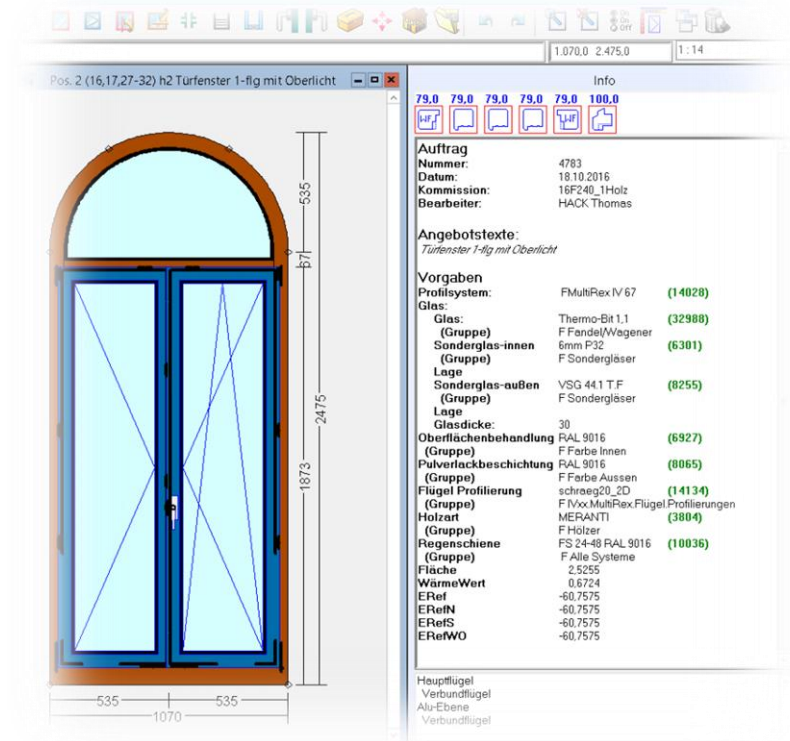 1.070,0 2.475,0
1 : 14
Pos. 2 (16,17,27-32) h2 Türfenster 1-flg mit Oberlicht
Info
79,0 79,0 79,0 79,0 79,0 100,0
WF WF
Auftrag
Nummer: 4783
Datum: 18.10.2016
Kommission: 16F240_1Holz
Bearbeiter: HACK Thomas
Angebotstexte:
Türfenster 1-flg mit Oberlicht
Vorgaben
Profilsystem: FMultiRex IV 67 (14028)
Glas:
Glas: Thermo-Bit 1,1 (32988)
(Gruppe) F Fandel/Wagener
Sonderglas-innen 6mm P32 (6301)
(Gruppe) F Sondergläser
Lage
Sonderglas-außen VSG 44.1 T.F (8255)
(Gruppe) F Sondergläser
Lage
Glasdicke: 30
Oberflächenbehandlung RAL 9016 (6927)
(Gruppe) F Farbe Innen
Pulverlackbeschichtung RAL 9016 (8065)
(Gruppe) F Farbe Aussen
Flügel Profilierung schraeg20_2D (14134)
(Gruppe) F IVxx.MultiRex.Flügel.Profilierungen
Holzart MERANTI (3804)
(Gruppe) F Hölzer
Regenschiene FS 24-48 RAL 9016 (10036)
(Gruppe) F Alle Systeme
Fläche 2,5255
WärmeWert 0,6724
ERef -60,7575
ERefN -60,7575
ERefS -60,7575
ERefWO -60,7575
Hauptflügel
Verbundflügel
Alu-Ebene
Verbundflügel
535
67
2475
1873
535 535
1070